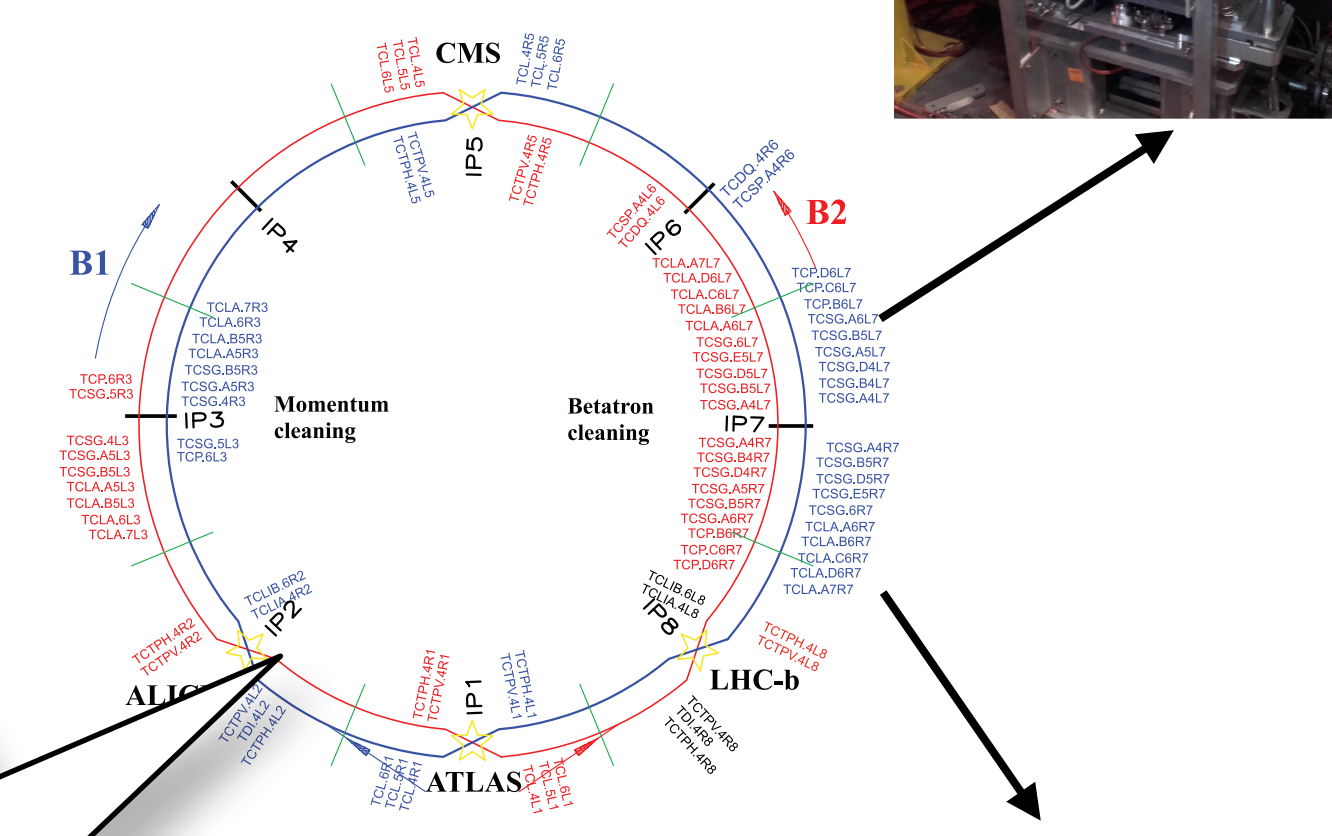 CMS
TCL.4L5
TCL.5L5
TCL.6L5
TCL.4R5
TCL.5R5
TCL.6R5
IP5
TCTPV.4L5
TCTPH.4L5
TCTPV.4R5
TCTPH.4R5
IP4
B1
TCDQ.4R6
TCSP.A4R6
TCSP.A4L6
TCDQ.4L6
IP6
B2
TCLA.7R3
TCLA.6R3
TCLA.B5R3
TCLA.A5R3
TCSG.B5R3
TCSG.A5R3
TCSG.4R3
TCP.6R3
TCSG.5R3
IP3
Momentum
cleaning
TCSG.5L3
TCP.6L3
TCSG.4L3
TCSG.A5L3
TCSG.B5L3
TCLA.A5L3
TCLA.B5L3
TCLA.6L3
TCLA.7L3
TCLA.A7L7
TCLA.D6L7
TCLA.C6L7
TCLA.B6L7
TCLA.A6L7
TCSG.6L7
TCSG.E5L7
TCSG.D5L7
TCSG.B5L7
TCSG.A4L7
Betatron
cleaning
IP7
TCP.D6L7
TCP.C6L7
TCP.B6L7
TCSG.A6L7
TCSG.B5L7
TCSG.A5L7
TCSG.D4L7
TCSG.B4L7
TCSG.A4L7
TCSG.A4R7
TCSG.B4R7
TCSG.D4R7
TCSG.A5R7
TCSG.B5R7
TCSG.A6R7
TCP.B6R7
TCP.C6R7
TCP.D6R7
TCSG.A4R7
TCSG.B5R7
TCSG.D5R7
TCSG.E5R7
TCSG.6R7
TCLA.A6R7
TCLA.B6R7
TCLA.C6R7
TCLA.D6R7
TCLA.A7R7
TCLIB.6R2
TCLIA.4R2
IP2
TCTPH.4R2
TCTPV.4R2
TCTPV.4L2
TDI.4L2
TCTPH.4L2
TCLIB.6L8
TCLIA.4L8
IP8
TCTPH.4L8
TCTPV.4L8
LHC-b
TCTPV.4R8
TDI.4R8
TCTPH.4R8
TCTPH.4R1
TCTPV.4R1
IP1
TCTPH.4L1
TCTPV.4L1
ATLAS
TCL.6R1
TCL.5R1
TCL.4R1
TCL.6L1
TCL.5L1
TCL.4L1